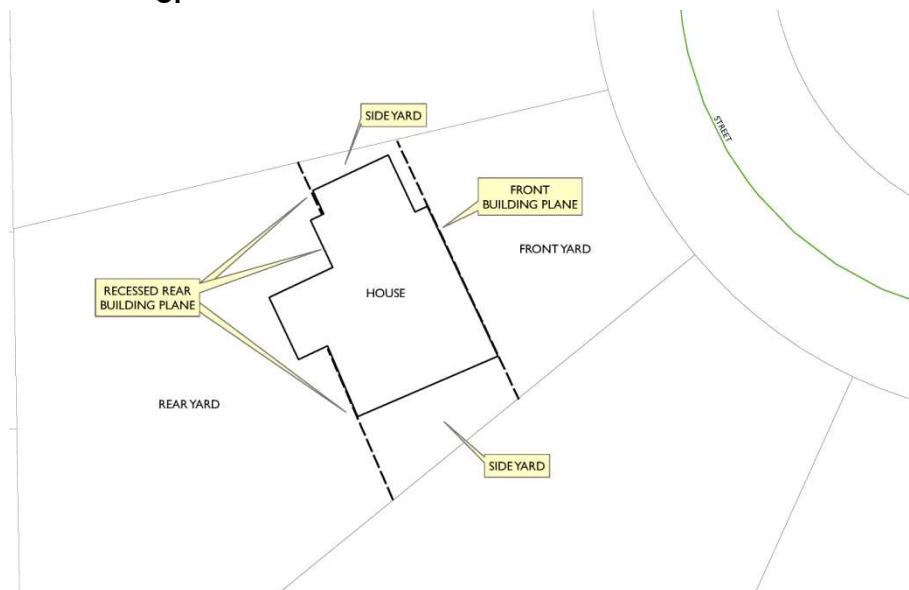 SIDE YARD
STREET
FRONT
BUILDING PLANE
FRONT YARD
RECESSED REAR
BUILDING PLANE
HOUSE
REAR YARD
SIDE YARD